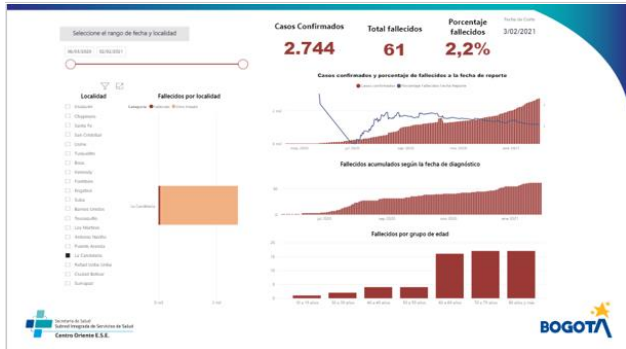 Seleccione el rango de fecha y localidad
Casos Confirmados
2.744
Total fallecidos
61
Porcentaje
fallecidos
2,2%
Fecha de Corte
3/02/2021
Localidad
Usaquén
Chapinero
Santa Fe
San Cristóbal
Usme
Tunjuelito
Bosa
Kennedy
Fontibón
Engativá
Suba
Barrios Unidos
Teusaquillo
Los Mártires
Antonio Nariño
Puente Aranda
La Candelaria
Rafael Uribe Uribe
Ciudad Bolívar
Sumapaz
Fallecidos por localidad
La Candelaria
Casos confirmados y porcentaje de fallecidos a la fecha de reporte
Fallecidos acumulados según la fecha de diagnóstico
Fallecidos por grupo de edad
Secretaría de Salud
Subred Integrada de Servicios de Salud
Centro Oriente E.S.E.
BOGOTÁ